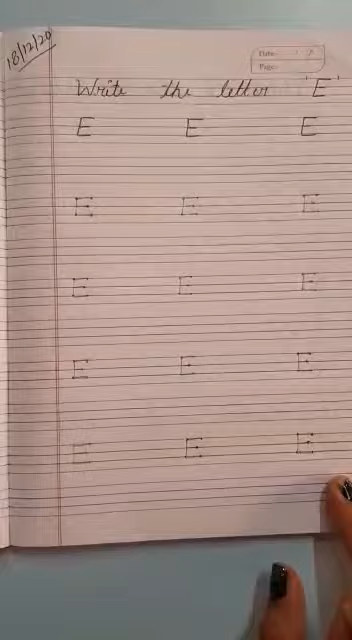 18/12/20
Date:
Page:
Write the letter 'E'
E E E
E E E
E E E
E E E
E E E